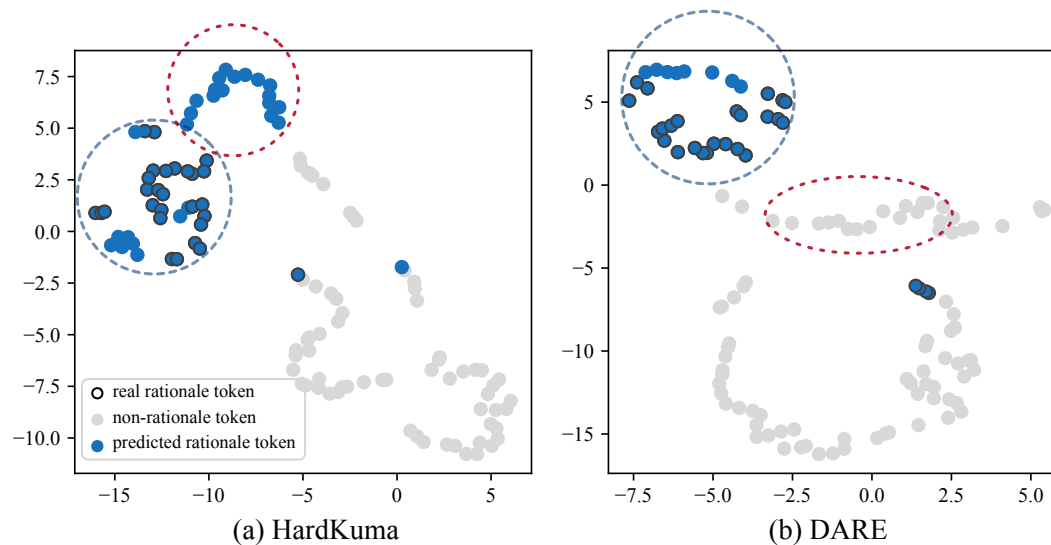 7.5
5.0
2.5
0.0
−2.5
−5.0
−7.5
−10.0
real rationale token
non-rationale token
predicted rationale token
−15 −10 −5 0 5
(a) HardKuma
5
0
−5
−10
−15
−7.5 −5.0 −2.5 0.0 2.5 5.0
(b) DARE